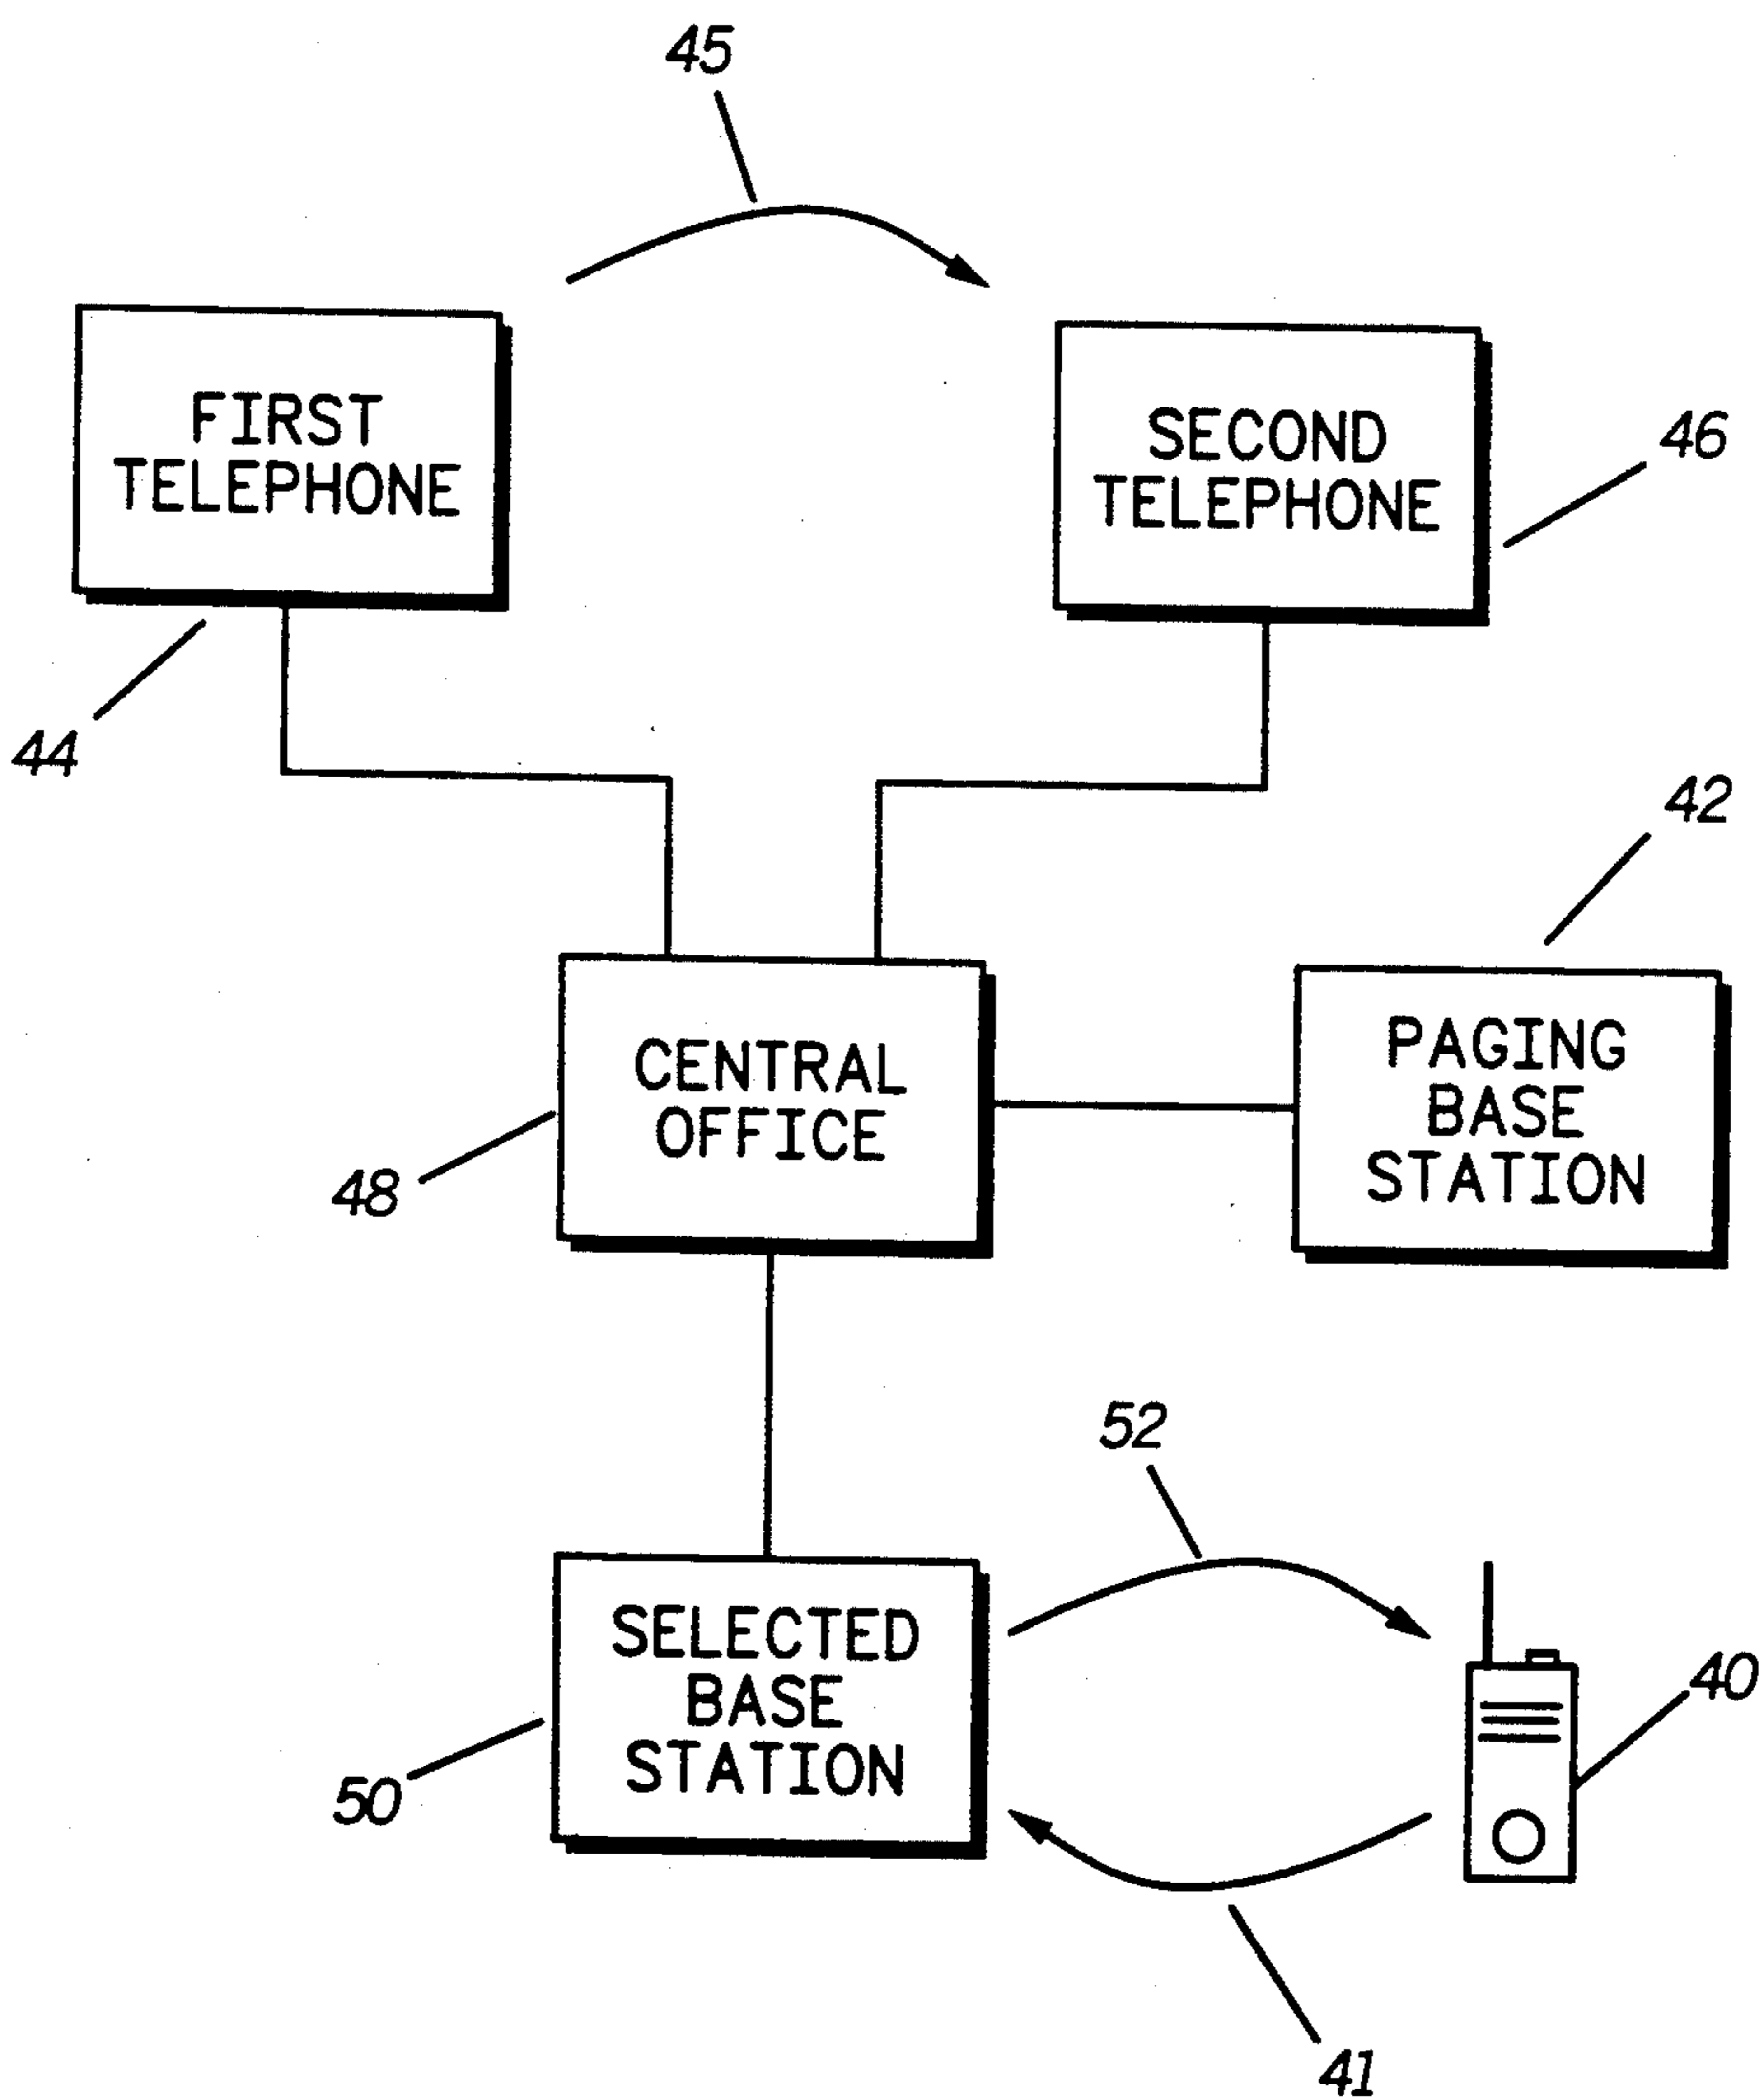 45
FIRST
TELEPHONE
SECOND
TELEPHONE
46
44
42
CENTRAL
OFFICE
PAGING
BASE
STATION
48
52
SELECTED
BASE
STATION
40
50
41